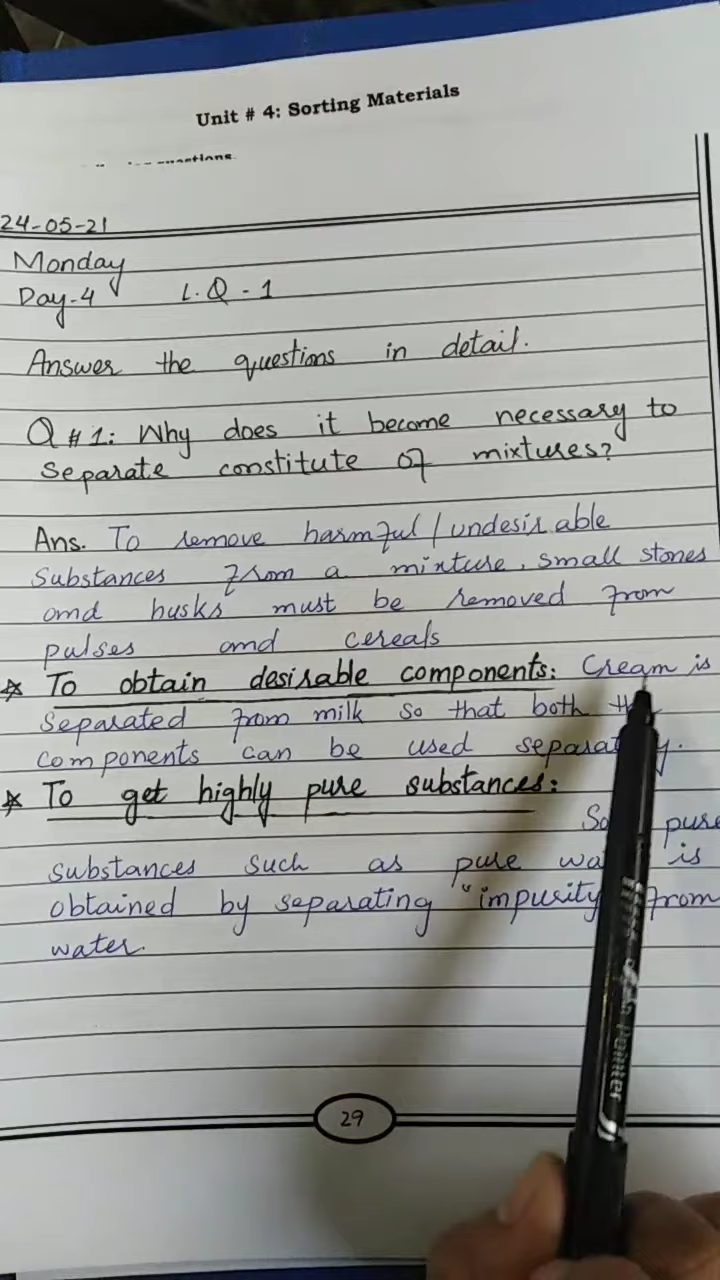 Unit # 4: Sorting Materials
24-05-21
Monday
Day-4 L.Q - 1
Answer the questions in detail.
Q #1: Why does it become necessary to
separate constitute of mixtures?
Ans. To remove harmful/undesirable
substances from a mixture, small stones
and husks must be removed from
pulses and cereals
* To obtain desirable components: Cream is
separated from milk so that both
components can be used
* To get highly pure substances:
pure
substances such as pure is
obtained by separating "impurity from
water.
29
Pointer